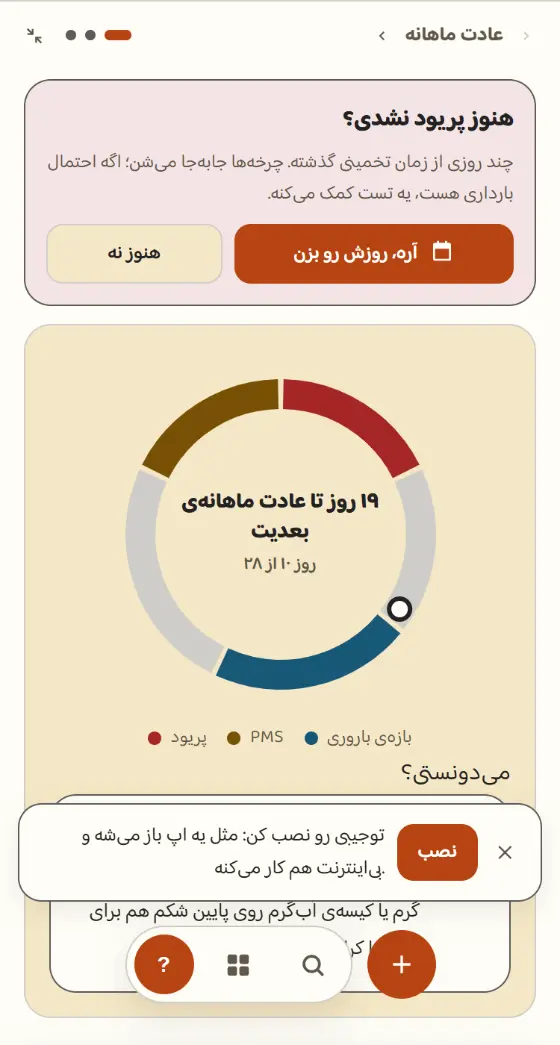 عادت ماهانه
هنوز پریود نشدی؟
چند روزی از زمان تخمینی گذشته. چرخه‌ها جابه‌جا می‌شن؛ اگه احتمال
بارداری هست، یه تست کمک می‌کنه.
آره، روزش رو بزن
هنوز نه
۱۹ روز تا عادت ماهانه‌ی
بعدیت
روز ۱۰ از ۲۸
بازه‌ی باروری
PMS
پریود
می‌دونستی؟
توجیبی رو نصب کن: مثل یه اپ باز می‌شه و
بی‌اینترنت هم کار می‌کنه.
نصب
گرم یا کیسه‌ی آب‌گرم روی پایین شکم هم برای
?